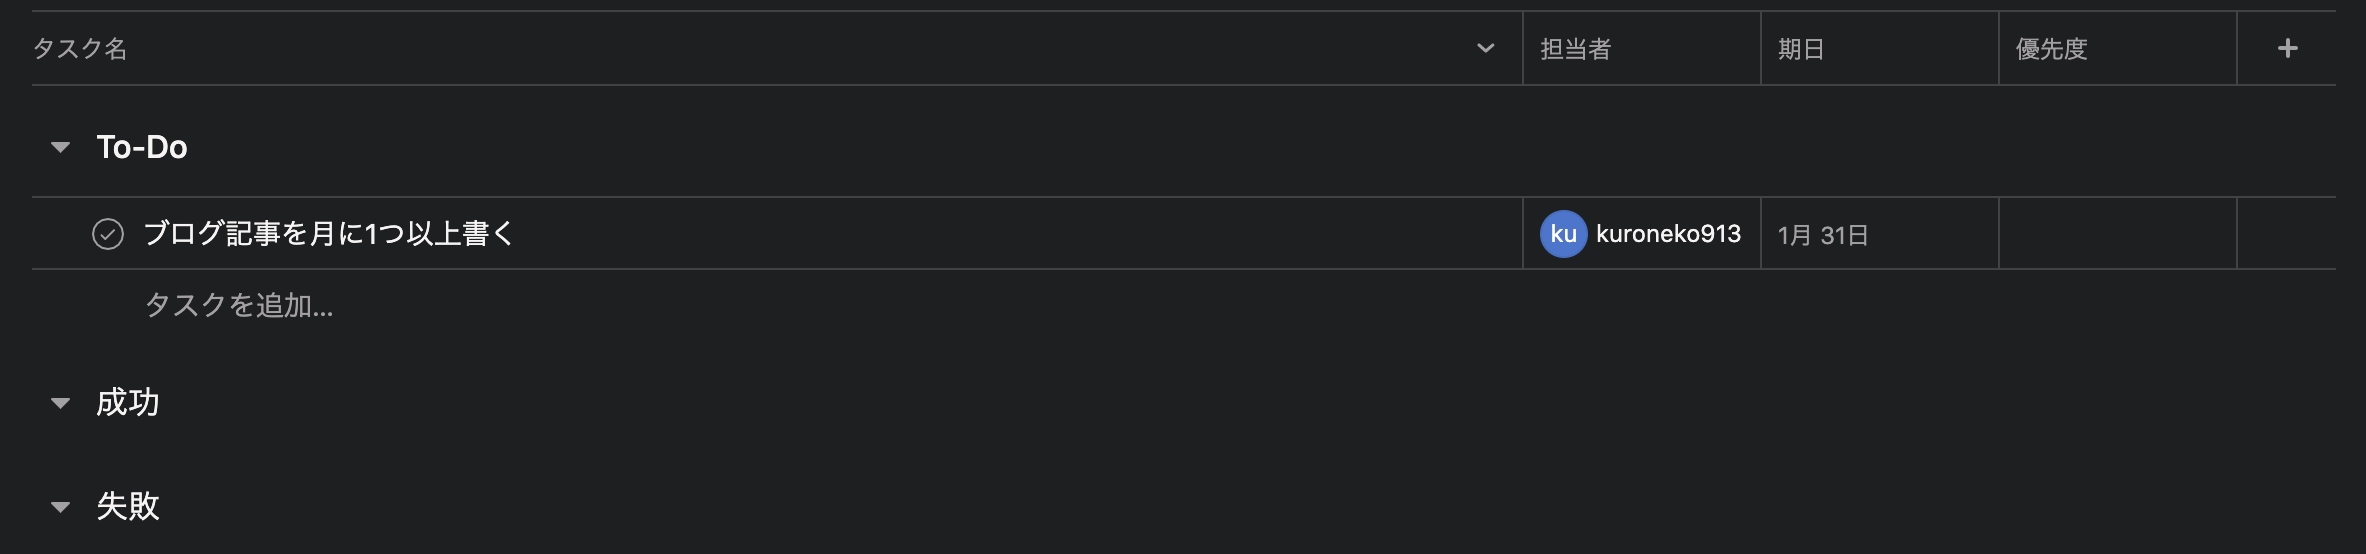 タスク名 担当者 期日 優先度
To-Do
ブログ記事を月に1つ以上書く ku kuroneko913 1月 31日
タスクを追加...
成功
失敗